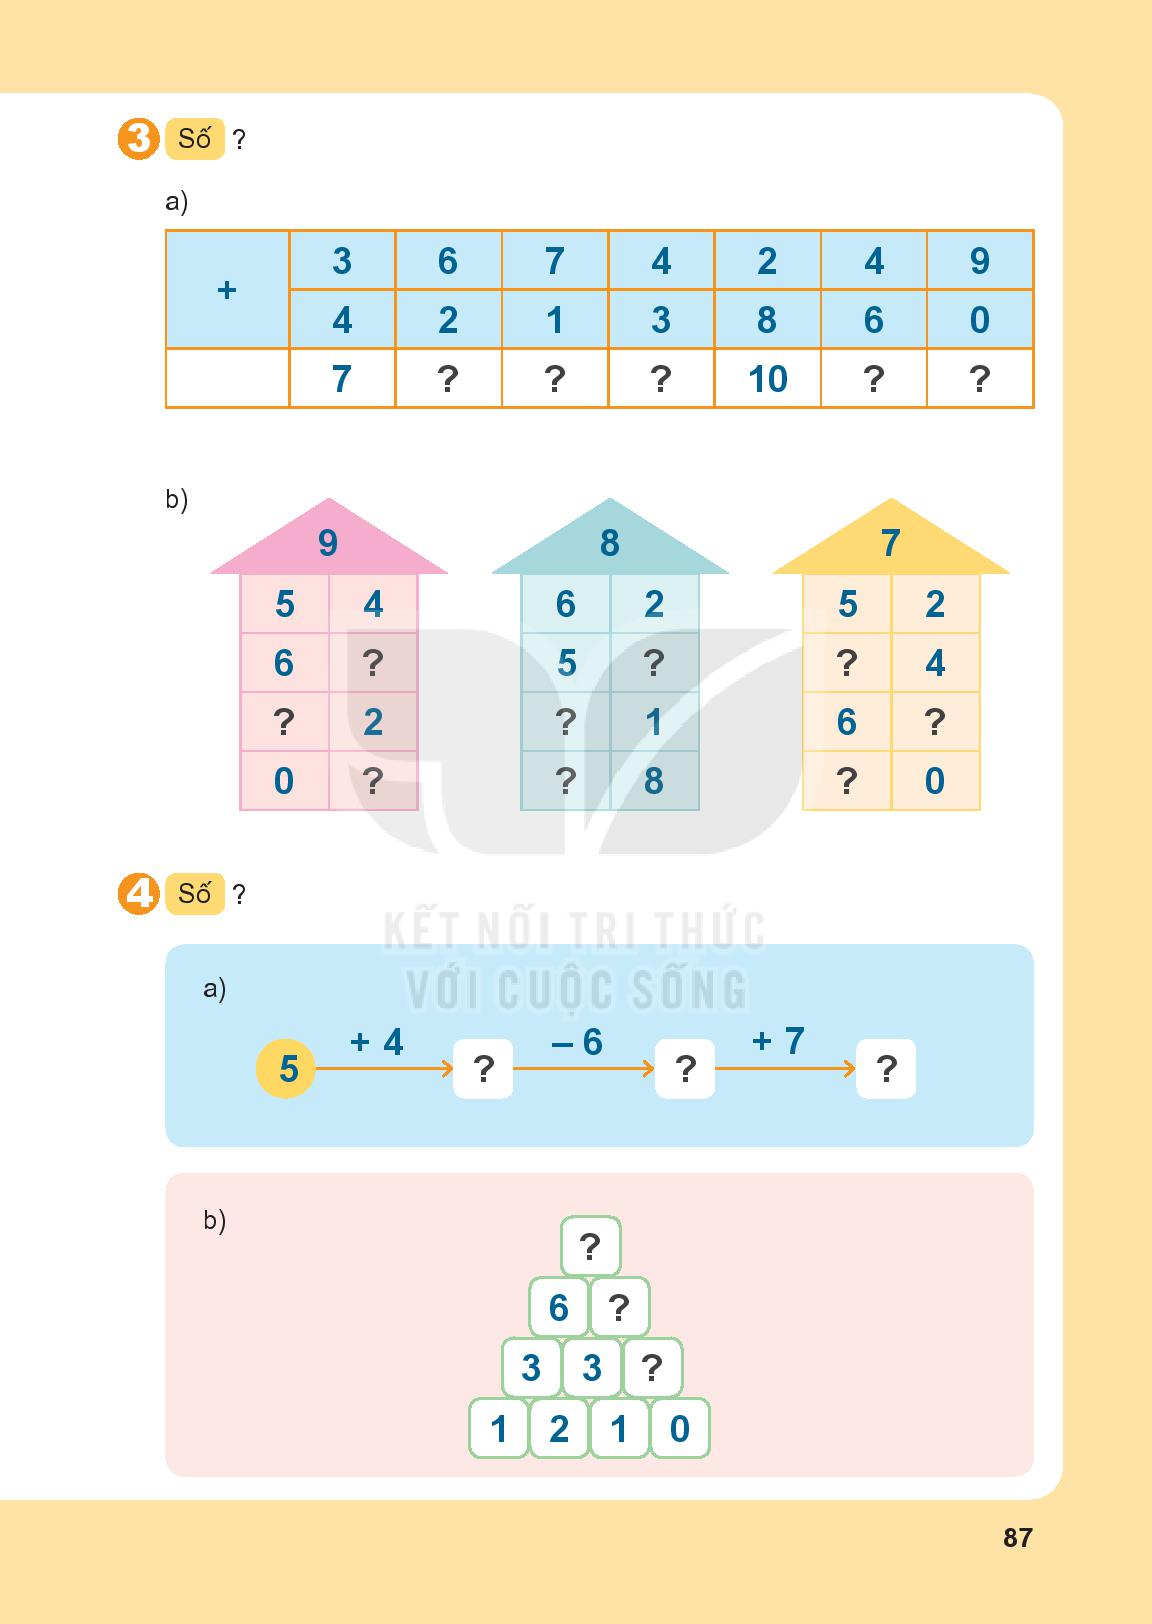 3 Số ?
a)
+ 3 6 7 4 2 4 9
4 2 1 3 8 6 0
7 ? ? ? 10 ? ?
b)
9 8 7
5 4 6 2 5 2
6 ? 5 ? ? 4
? 2 ? 1 6 ?
0 ? ? 8 ? 0
4 Số ?
KẾT NỐI TRI THỨC
VỚI CUỘC SỐNG
a)
+ 4 – 6 + 7
5 ? ? ?
b)
?
6 ?
3 3 ?
1 2 1 0
87